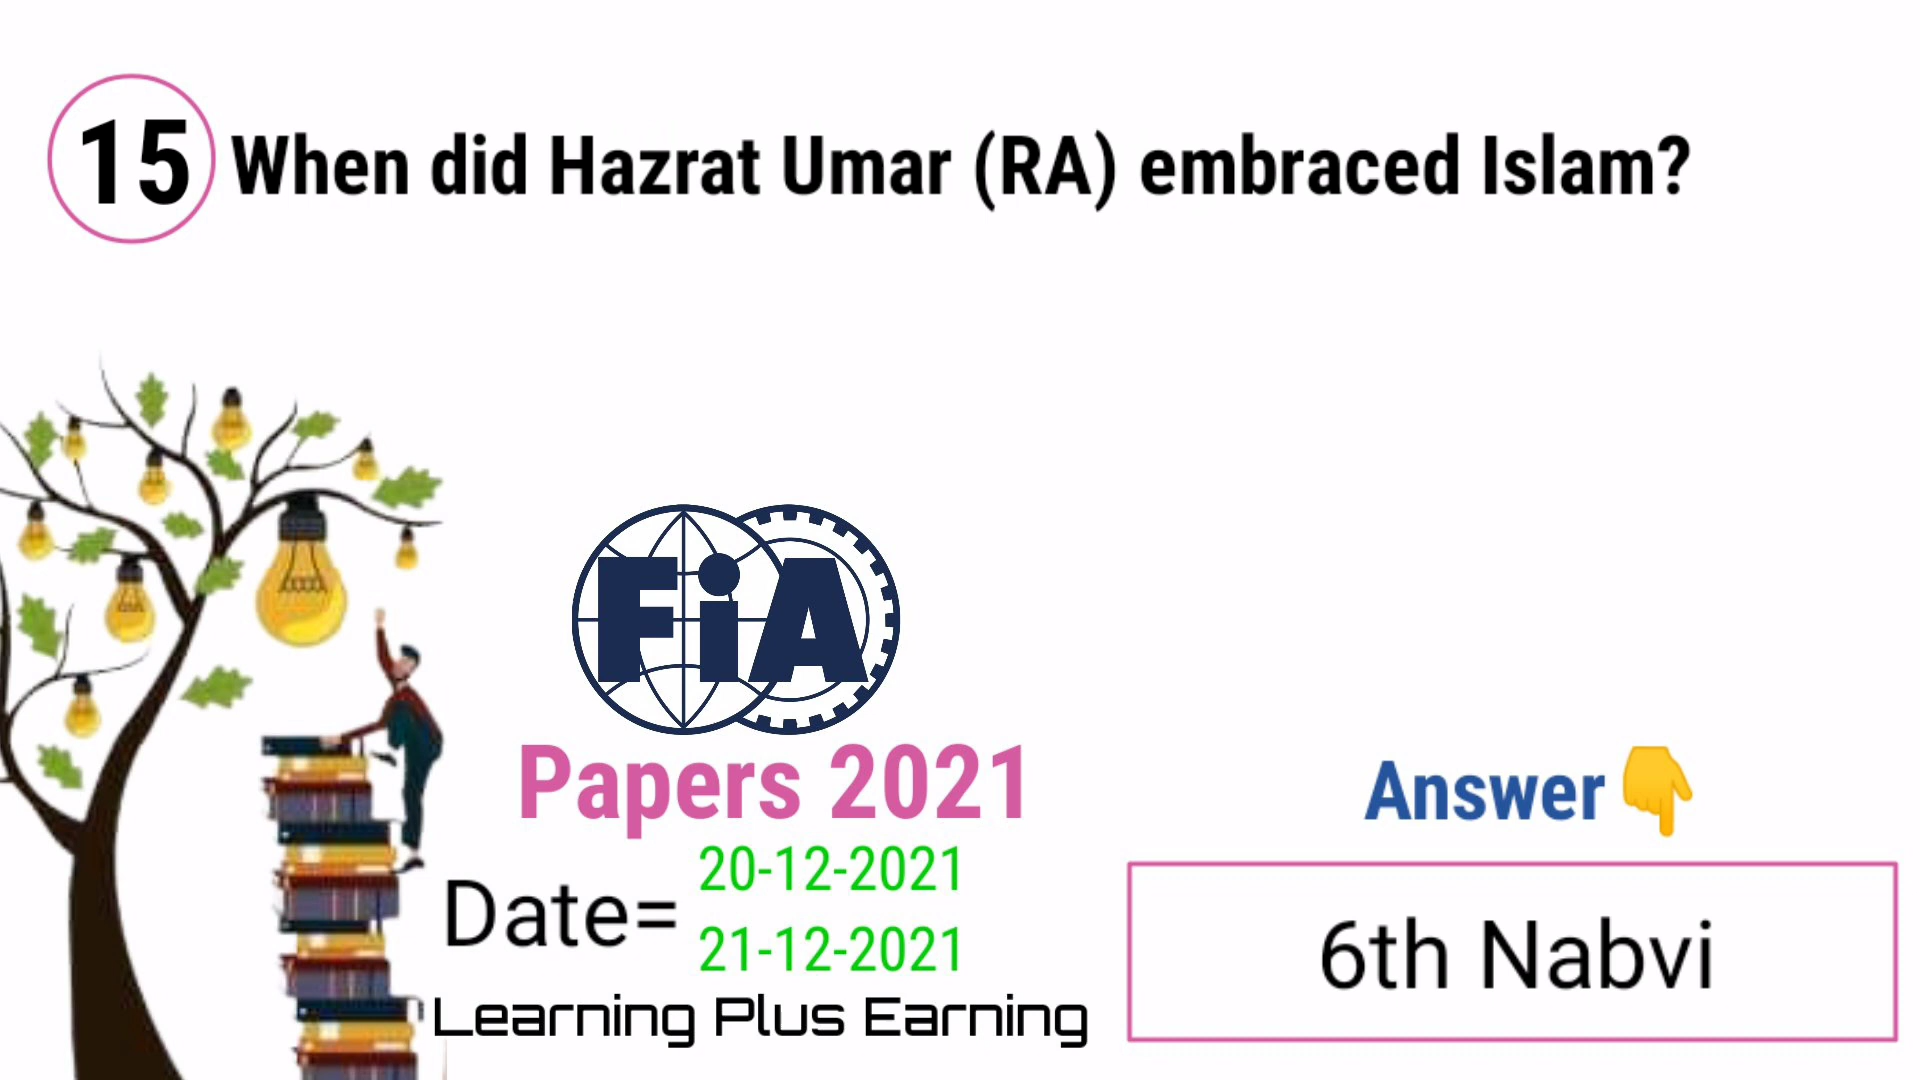 15 When did Hazrat Umar (RA) embraced Islam?
FiA
Papers 2021
Date= 20-12-2021
21-12-2021
Learning Plus Earning
Answer👇
6th Nabvi